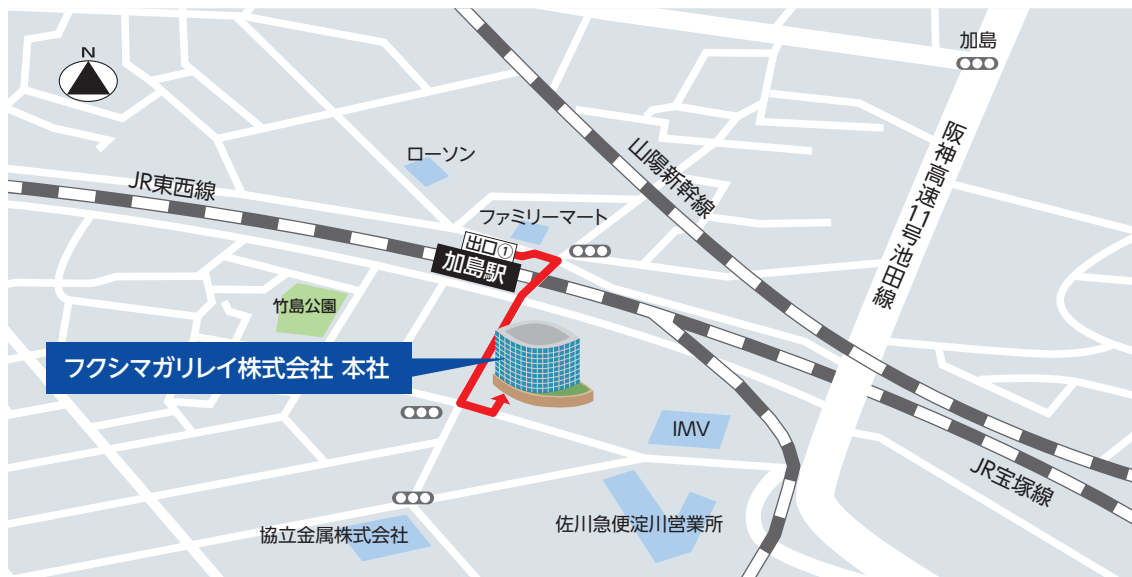 N
加島
阪神高速11号池田線
山陽新幹線
ローソン
JR東西線
ファミリーマート
出口①
加島駅
竹島公園
フクシマガリレイ株式会社 本社
IMV
JR宝塚線
佐川急便淀川営業所
協立金属株式会社